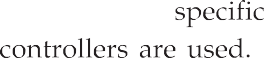 specific
controllers are used.